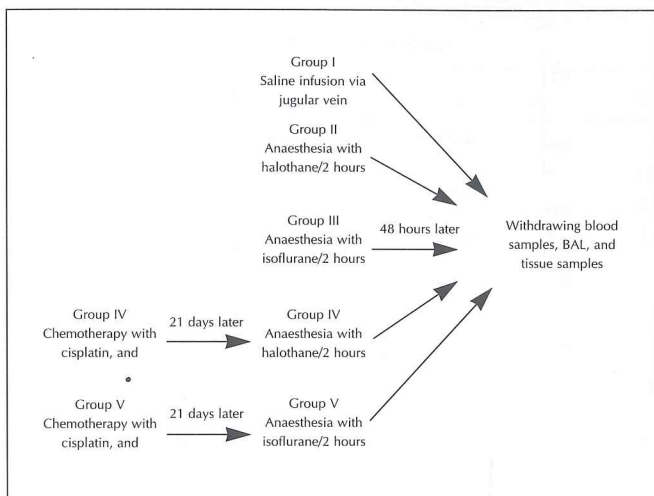 Group I
Saline infusion via
jugular vein
Group II
Anaesthesia with
halothane/2 hours
Group III
Anaesthesia with
isoflurane/2 hours
48 hours later
Withdrawing blood
samples, BAL, and
tissue samples
Group IV
Chemotherapy with
cisplatin, and
21 days later
Group IV
Anaesthesia with
halothane/2 hours
Group V
Chemotherapy with
cisplatin, and
21 days later
Group V
Anaesthesia with
isoflurane/2 hours